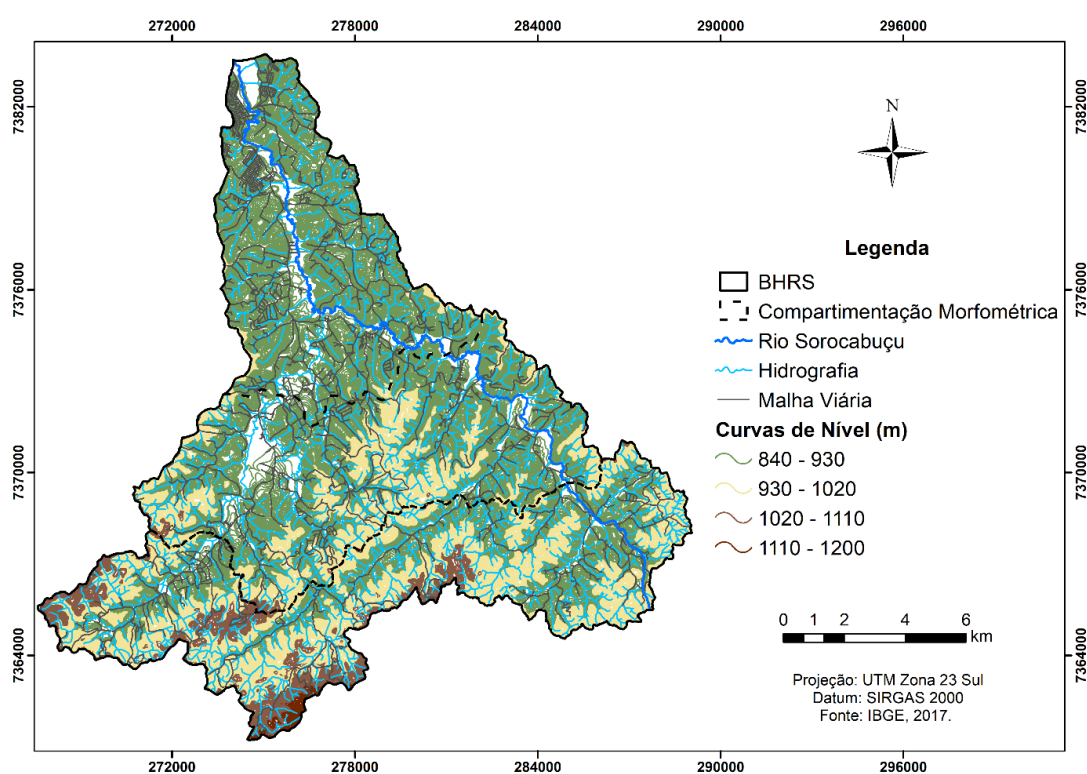 272000 278000 284000 290000 296000
7382000 7382000
N
Legenda
BHRS
7376000 7376000
Compartimentação Morfométrica
Rio Sorocabuçu
Hidrografia
Malha Viária
Curvas de Nível (m)
840 - 930
7370000 7370000
930 - 1020
1020 - 1110
1110 - 1200
0 1 2 4 6
km
7364000 7364000
Projeção: UTM Zona 23 Sul
Datum: SIRGAS 2000
Fonte: IBGE, 2017.
272000 278000 284000 290000 296000